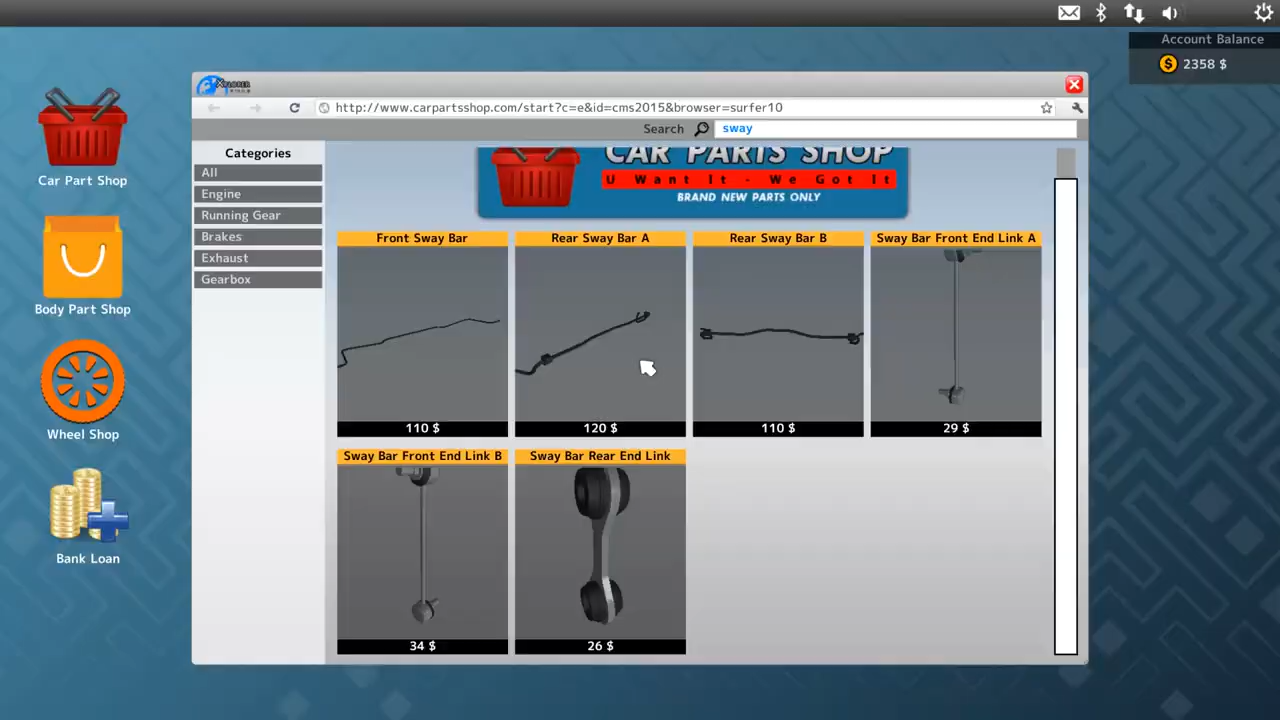 Account Balance
2358 $
XPLORER
http://www.carpartsshop.com/start?c=e&id=cms2015&browser=surfer10
Search sway
Categories
All
Engine
Running Gear
Brakes
Exhaust
Gearbox
Car Part Shop
Body Part Shop
Wheel Shop
Bank Loan
CAR PARTS SHOP
U Want It - We Got It
BRAND NEW PARTS ONLY
Front Sway Bar
110 $
Rear Sway Bar A
120 $
Rear Sway Bar B
110 $
Sway Bar Front End Link A
29 $
Sway Bar Front End Link B
34 $
Sway Bar Rear End Link
26 $